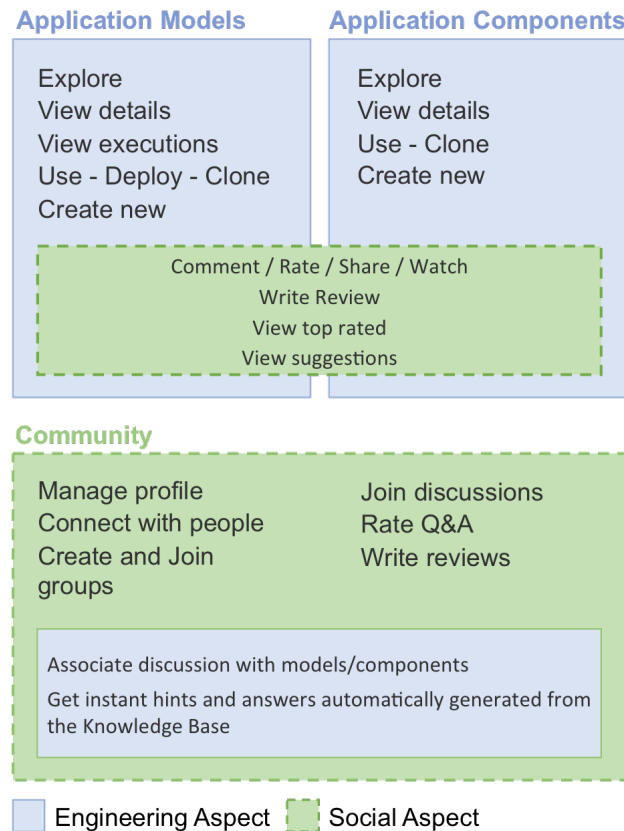 Application Models
Application Components
Explore
View details
View executions
Use - Deploy - Clone
Create new
Explore
View details
Use - Clone
Create new
Comment / Rate / Share / Watch
Write Review
View top rated
View suggestions
Community
Manage profile
Connect with people
Create and Join
groups
Join discussions
Rate Q&A
Write reviews
Associate discussion with models/components
Get instant hints and answers automatically generated from
the Knowledge Base
Engineering Aspect
Social Aspect